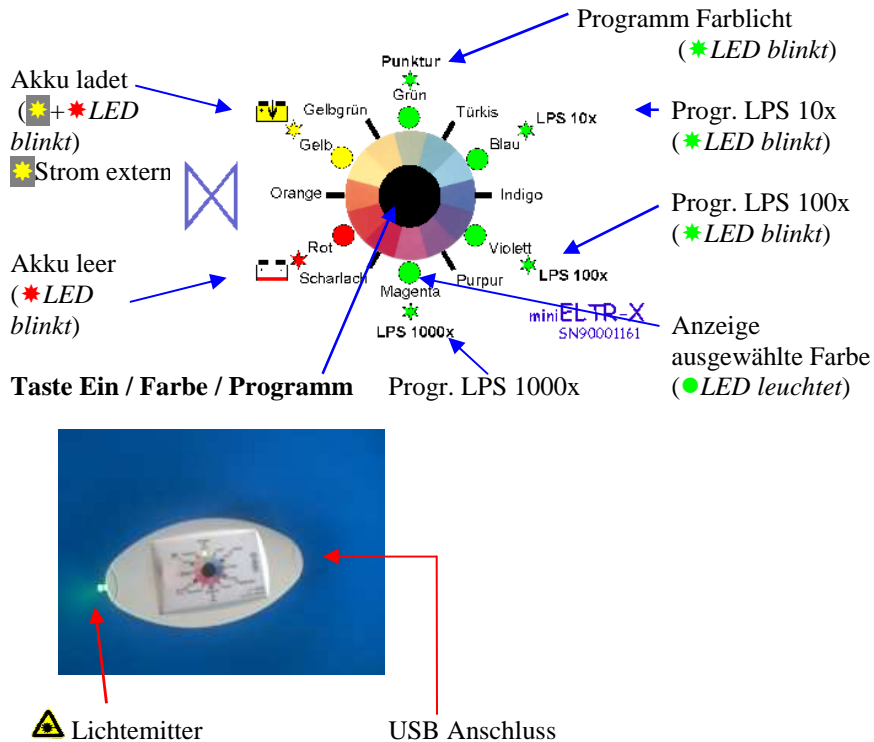 Programm Farblicht
(LED blinkt)
Punktur
Akku ladet
(+LED
blinkt)
Strom extern
Gelbgrün
Grün
Türkis
LPS 10x
Progr. LPS 10x
(LED blinkt)
Gelb
Blau
Orange
Indigo
Progr. LPS 100x
(LED blinkt)
Akku leer
(LED
blinkt)
Rot
Scharlach
Violett
LPS 100x
Magenta
Purpur
LPS 1000x
miniELTR-X
SN90001161
Anzeige
ausgewählte Farbe
(LED leuchtet)
Taste Ein / Farbe / Programm
Progr. LPS 1000x
Lichtemitter
USB Anschluss